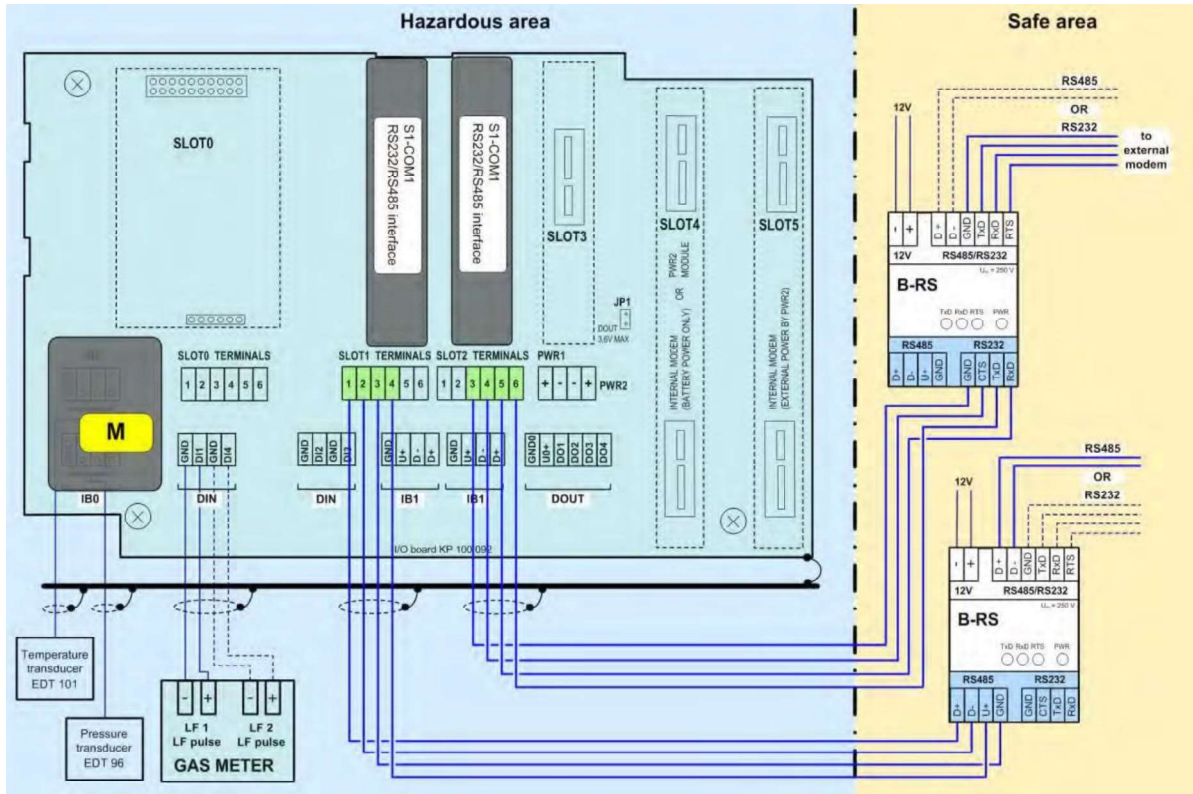 Hazardous area
Safe area
SLOT0
S1-COM1
RS232/RS485 interface
S1-COM1
RS232/RS485 interface
SLOT3
SLOT4
SLOT5
INTERNAL MODEM
(BATTERY POWER ONLY)
OR
PWR2
MODULE
INTERNAL MODEM
(EXTERNAL POWER BY PWR2)
JP1
DOUT
3,6V MAX
SLOT0 TERMINALS
SLOT1 TERMINALS
SLOT2 TERMINALS
PWR1
1 2 3 4 5 6
1 2 3 4 5 6
1 2 3 4 5 6
+ - - +
PWR2
M
GND DI1 GND DI4
GND DI2 GND DI3
GND U+ D- D+
GND U+ D- D+
GND0 U0+ DO1 DO2 DO3 DO4
IB0
DIN
DIN
IB1
IB1
DOUT
I/O board KP 100 092
Temperature
transducer
EDT 101
Pressure
transducer
EDT 96
- + - +
LF 1
LF pulse
LF 2
LF pulse
GAS METER
RS485
OR
RS232
to
external
modem
12V
- + D+ D- GND TxD RxD RTS
12V RS485/RS232
= 250 V
B-RS
TxD RxD RTS PWR
RS485 RS232
D+ D- U+ GND GND CTS TxD RxD
RS485
OR
RS232
12V
- + D+ D- GND TxD RxD RTS
12V RS485/RS232
= 250 V
B-RS
TxD RxD RTS PWR
RS485 RS232
D+ D- U+ GND GND CTS TxD RxD